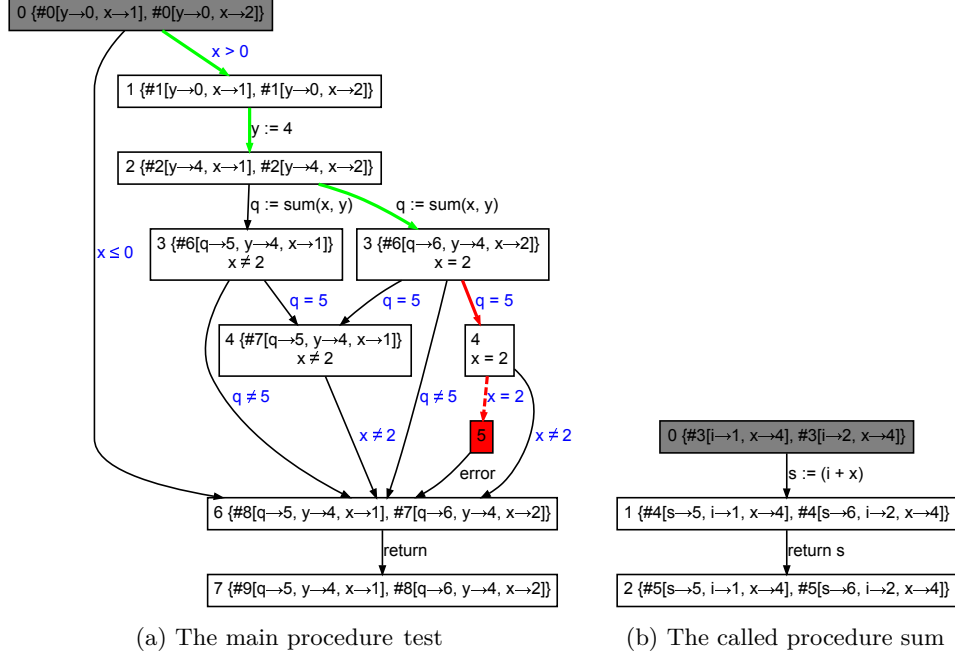 0 {#0[y→0, x→1], #0[y→0, x→2]}
x > 0
1 {#1[y→0, x→1], #1[y→0, x→2]}
y := 4
2 {#2[y→4, x→1], #2[y→4, x→2]}
q := sum(x, y)
q := sum(x, y)
x ≤ 0
3 {#6[q→5, y→4, x→1]}
x ≠ 2
3 {#6[q→6, y→4, x→2]}
x = 2
q = 5
q = 5
q = 5
4 {#7[q→5, y→4, x→1]}
x ≠ 2
4
x = 2
q ≠ 5
q ≠ 5
x = 2
x ≠ 2
x ≠ 2
5
error
6 {#8[q→5, y→4, x→1], #7[q→6, y→4, x→2]}
return
7 {#9[q→5, y→4, x→1], #8[q→6, y→4, x→2]}
(a) The main procedure test
0 {#3[i→1, x→4], #3[i→2, x→4]}
s := (i + x)
1 {#4[s→5, i→1, x→4], #4[s→6, i→2, x→4]}
return s
2 {#5[s→5, i→1, x→4], #5[s→6, i→2, x→4]}
(b) The called procedure sum